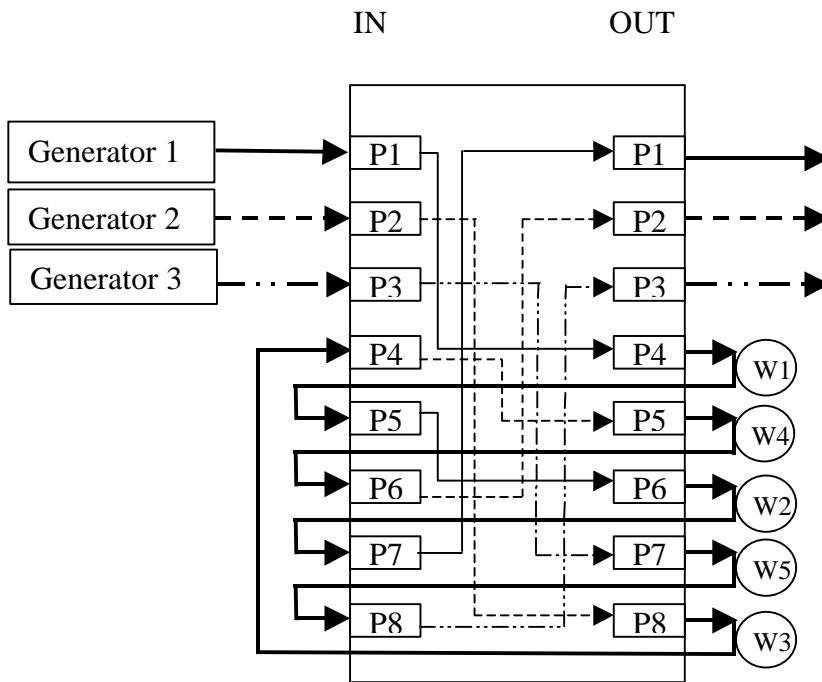 IN OUT
Generator 1 P1 P1
Generator 2 P2 P2
Generator 3 P3 P3
P4 P4 W1
P5 P5 W4
P6 P6 W2
P7 P7 W5
P8 P8 W3